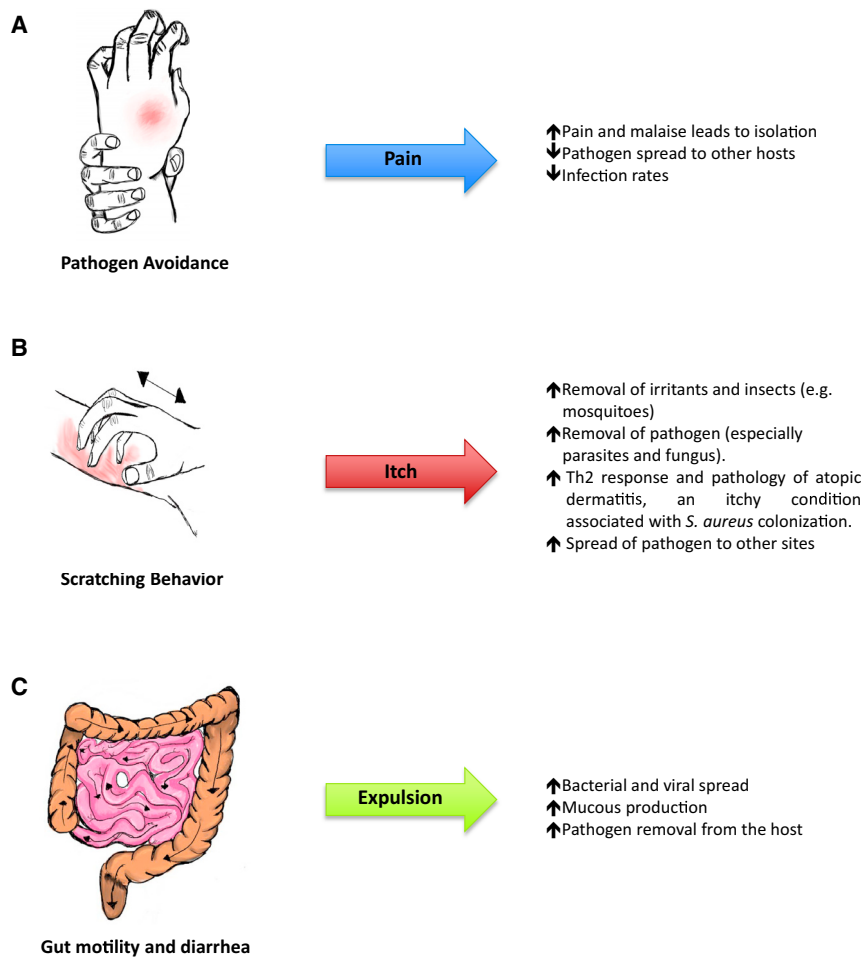 A
Pain
⬆Pain and malaise leads to isolation
⬇Pathogen spread to other hosts
⬇Infection rates
Pathogen Avoidance
B
Itch
⬆Removal of irritants and insects (e.g.
mosquitoes)
⬆Removal of pathogen (especially
parasites and fungus).
⬆ Th2 response and pathology of atopic
dermatitis, an itchy condition
associated with S. aureus colonization.
⬆ Spread of pathogen to other sites
Scratching Behavior
C
Expulsion
⬆Bacterial and viral spread
⬆Mucous production
⬆Pathogen removal from the host
Gut motility and diarrhea